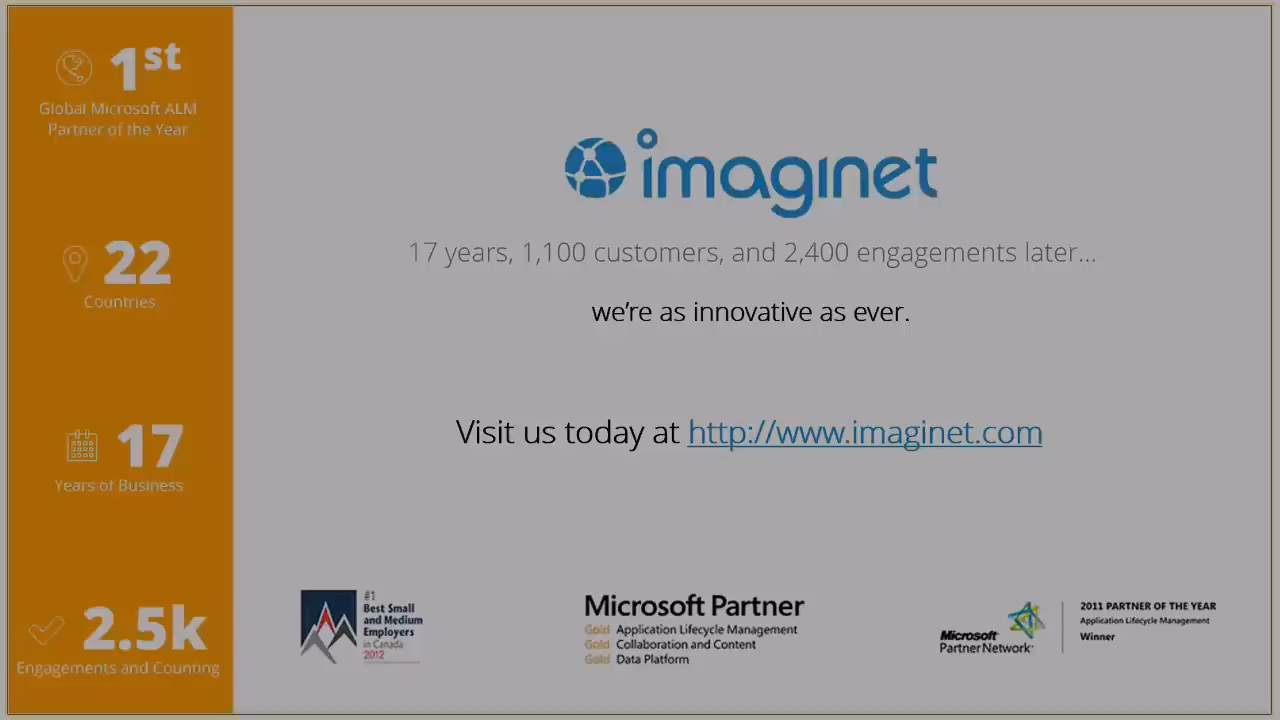 1st
Global Microsoft ALM
Partner of the Year
22
Countries
17
Years of Business
2.5k
Engagements and Counting
imaginet
17 years, 1,100 customers, and 2,400 engagements later...
we're as innovative as ever.
Visit us today at http://www.imaginet.com
#1
Best Small
and Medium
Employers
in Canada
2012
Microsoft Partner
Gold Application Lifecycle Management
Gold Collaboration and Content
Gold Data Platform
Microsoft
Partner Network
2011 PARTNER OF THE YEAR
Application Lifecycle Management
Winner